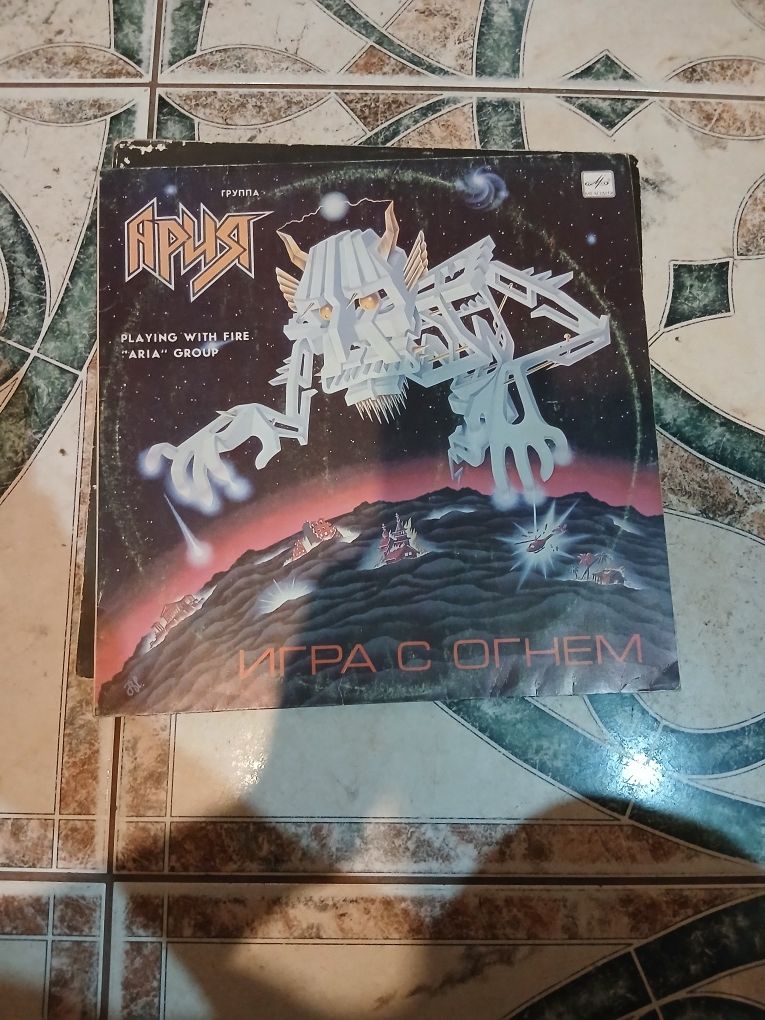 ГРУППА
АРИЯ
PLAYING WITH FIRE
"ARIA" GROUP
ИГРА С ОГНЕМ